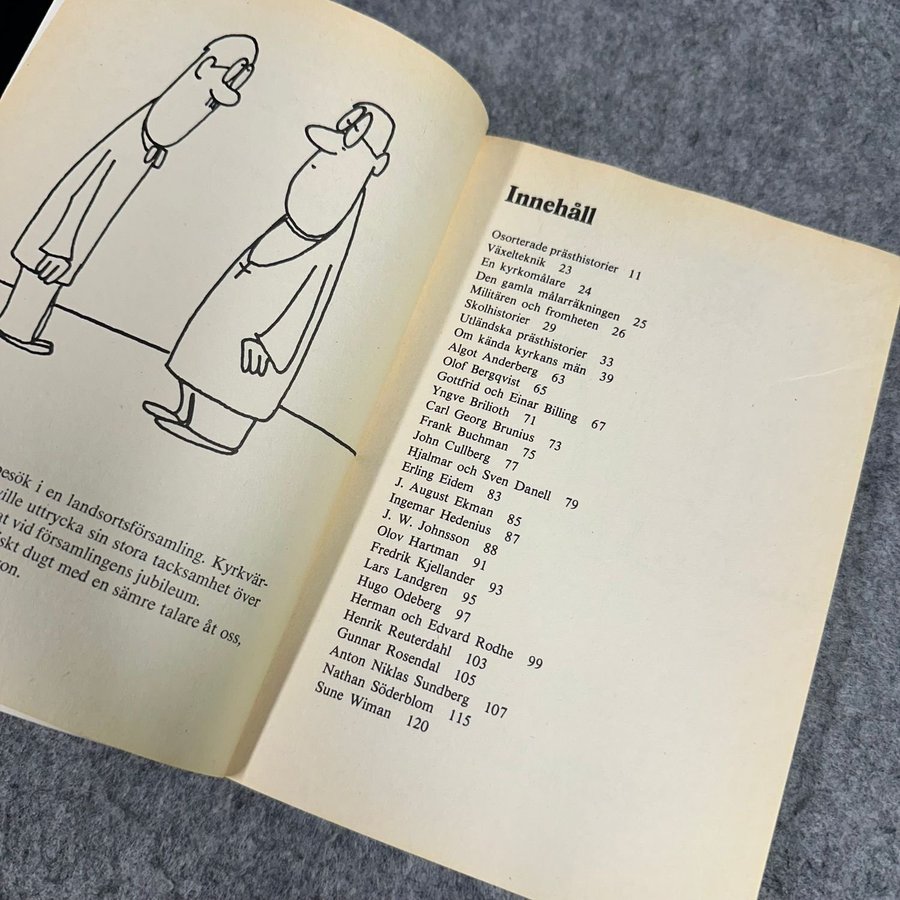 esök i en landsortsförsamling. Kyrkvär-
ville uttrycka sin stora tacksamhet över
at vid församlingens jubileum.
skt dugt med en sämre talare åt oss,
on.
Innehåll
Osorterade prästhistorier 11
Växelteknik 23
En kyrkomålare 24
Den gamla målarräkningen 25
Militären och fromheten 26
Skolhistorier 29
Utländska prästhistorier 33
Om kända kyrkans män 39
Algot Anderberg 63
Olof Bergqvist 65
Gottfrid och Einar Billing 67
Yngve Brilioth 71
Carl Georg Brunius 73
Frank Buchman 75
John Cullberg 77
Hjalmar och Sven Danell 79
Erling Eidem 83
J. August Ekman 85
Ingemar Hedenius 87
J. W. Johnsson 88
Olov Hartman 91
Fredrik Kjellander 93
Lars Landgren 95
Hugo Odeberg 97
Herman och Edvard Rodhe 99
Henrik Reuterdahl 103
Gunnar Rosendal 105
Anton Niklas Sundberg 107
Nathan Söderblom 115
Sune Wiman 120